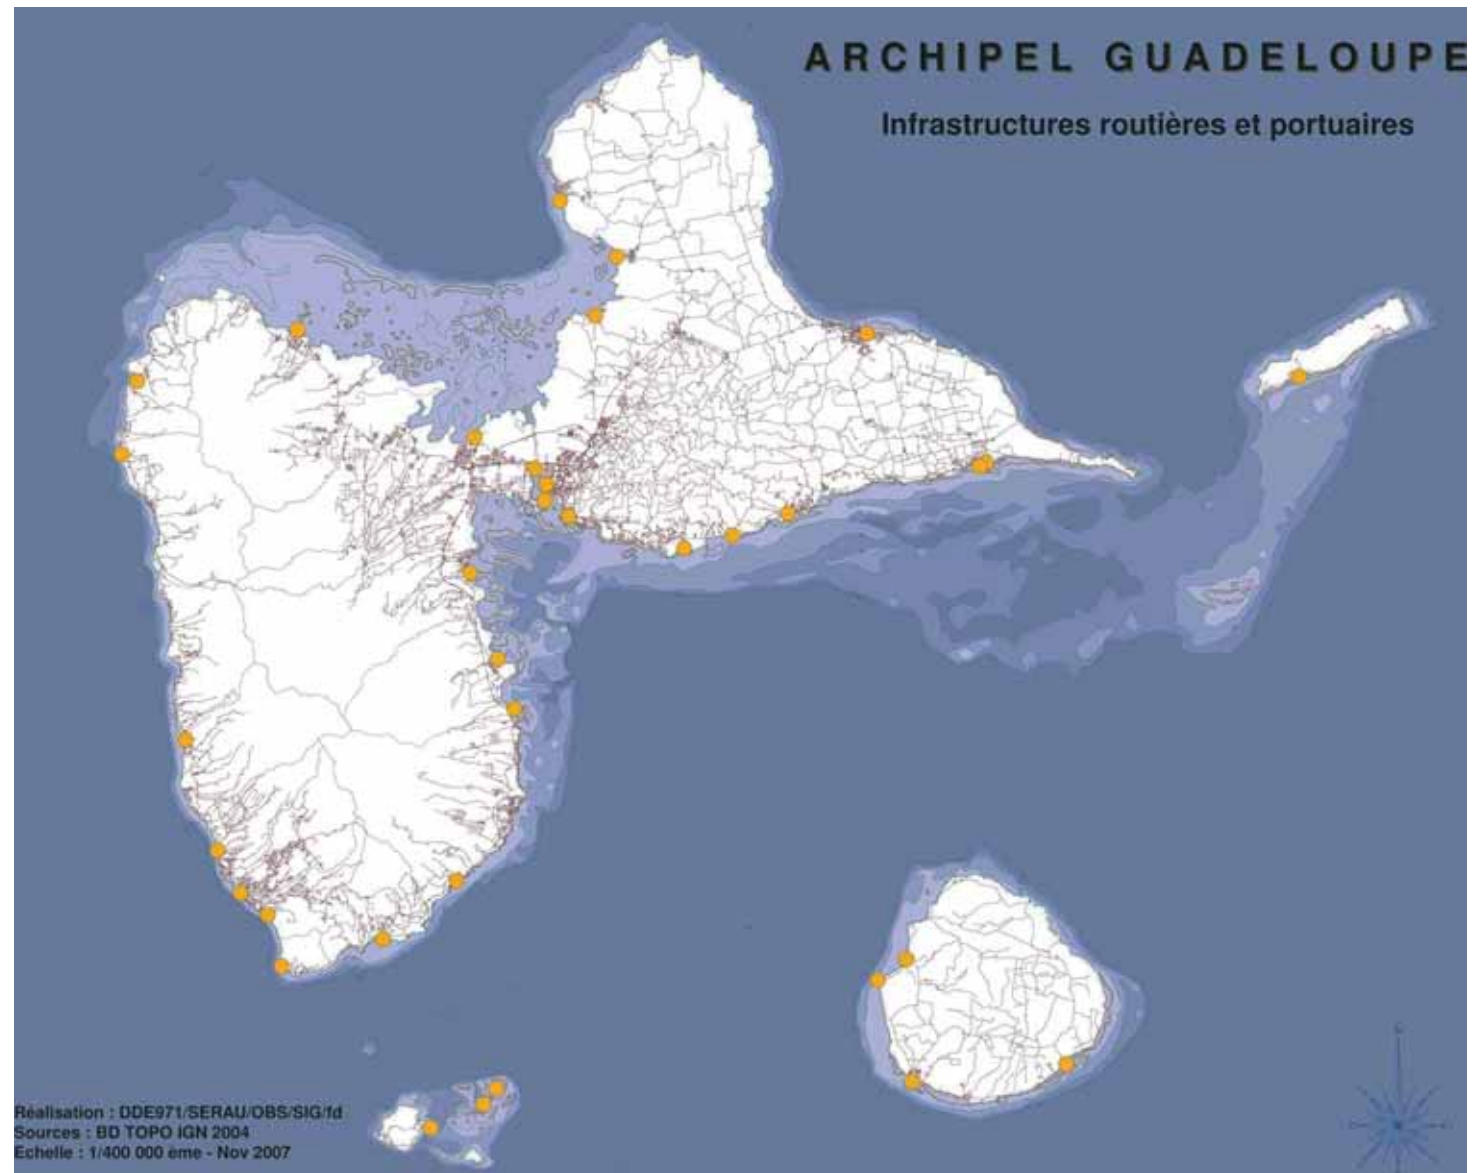 ARCHIPEL GUADELOUPE
Infrastructures routières et portuaires
Réalisation : DDE971/SERAU/OBS/SIG/fd
Sources : BD TOPO IGN 2004
Echelle : 1/400 000 ème - Nov 2007